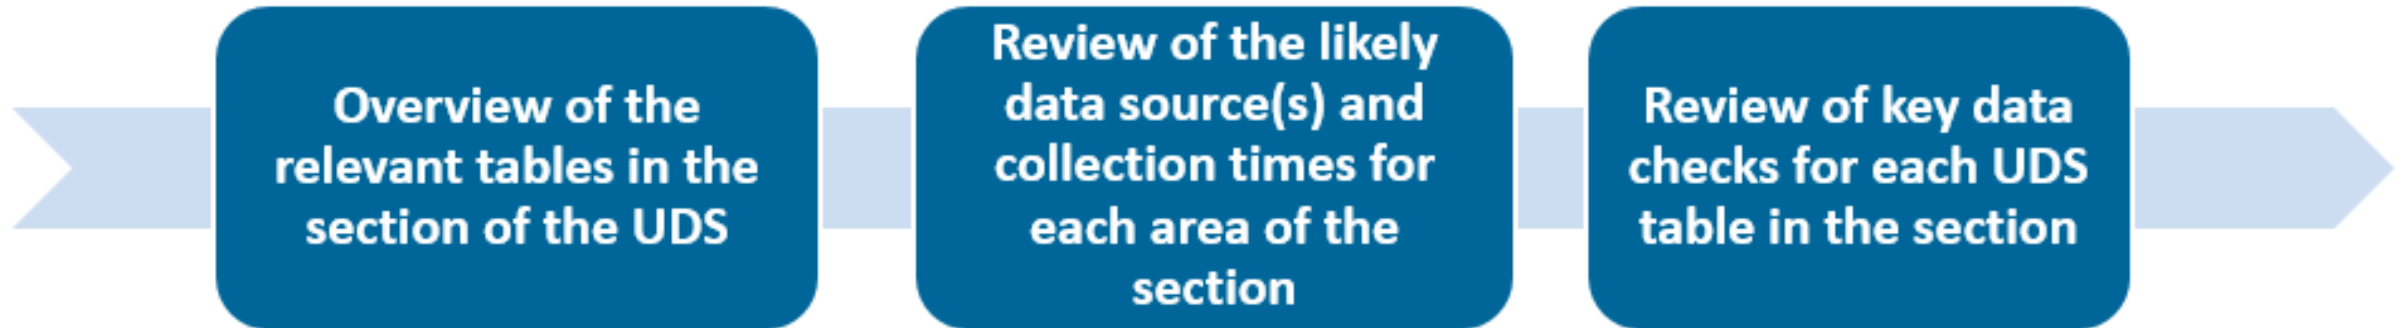 Overview of the
relevant tables in the
section of the UDS
Review of the likely
data source(s) and
collection times for
each area of the
section
Review of key data
checks for each UDS
table in the section